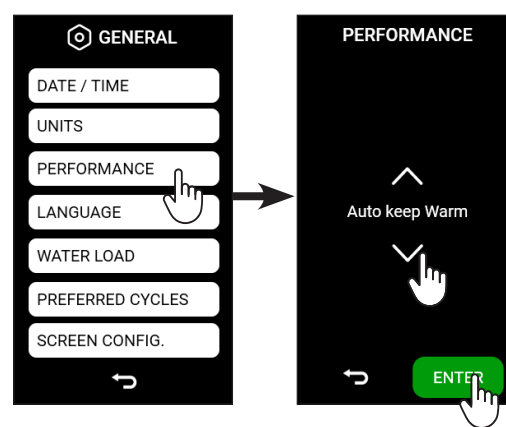 GENERAL
DATE / TIME
UNITS
PERFORMANCE
LANGUAGE
WATER LOAD
PREFERRED CYCLES
SCREEN CONFIG.
PERFORMANCE
Auto keep Warm
ENTER